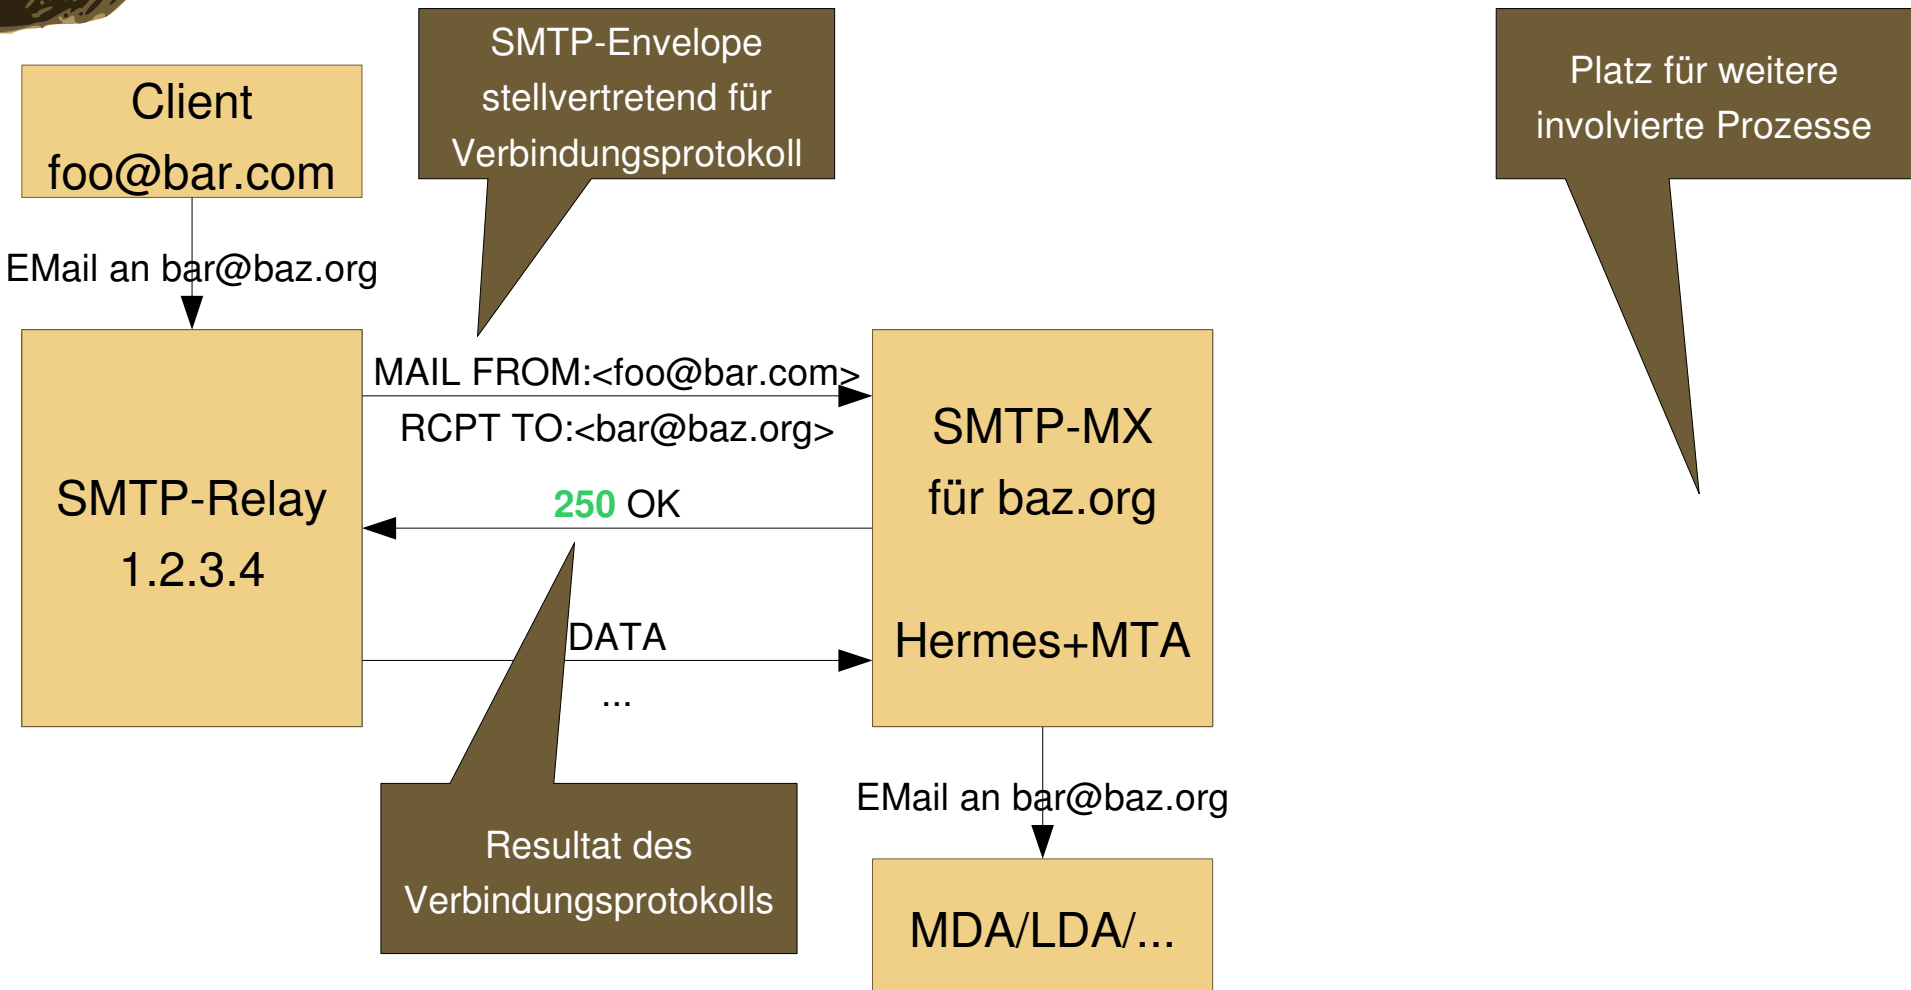 SMTP-Envelope
stellvertretend für
Verbindungsprotokoll
Platz für weitere
involvierte Prozesse
Client
foo@bar.com
EMail an bar@baz.org
MAIL FROM:<foo@bar.com>
RCPT TO:<bar@baz.org>
250 OK
DATA
...
SMTP-Relay
1.2.3.4
SMTP-MX
für baz.org
Hermes+MTA
Resultat des
Verbindungsprotokolls
EMail an bar@baz.org
MDA/LDA/...